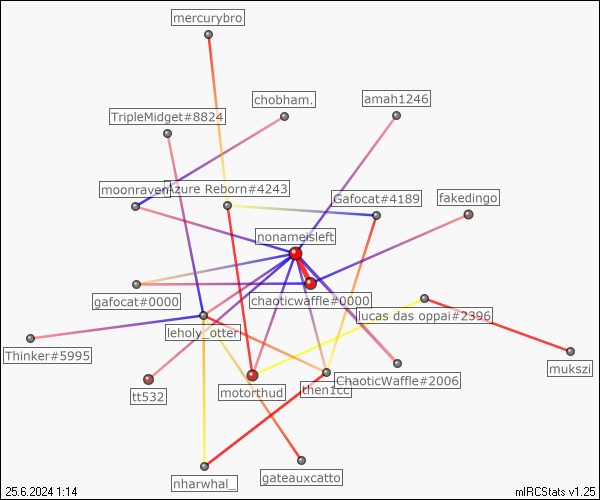 mercurybro
chobham.
amah1246
TripleMidget#8824
moonraven
Azure Reborn#4243
Gafocat#4189
fakedingo
nonameisleft
gafocat#0000
chaoticwaffle#0000
lucas das oppai#2396
leholy_otter
Thinker#5995
mukszi
ChaoticWaffle#2006
then1cc
motorthud
tt532
nharwhal_
gateauxcatto
25.6.2024 1:14
mIRCStats v1.25